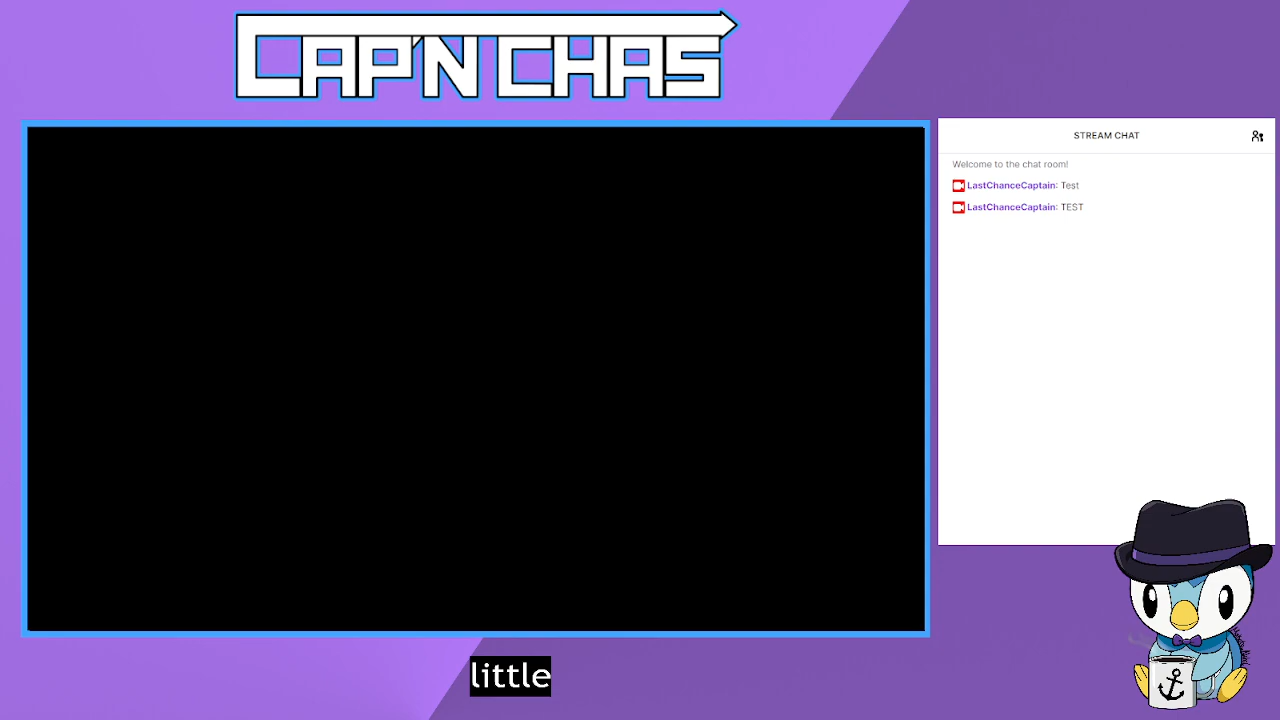 CAP'N CHAS
STREAM CHAT
Welcome to the chat room!
LastChanceCaptain: Test
LastChanceCaptain: TEST
little